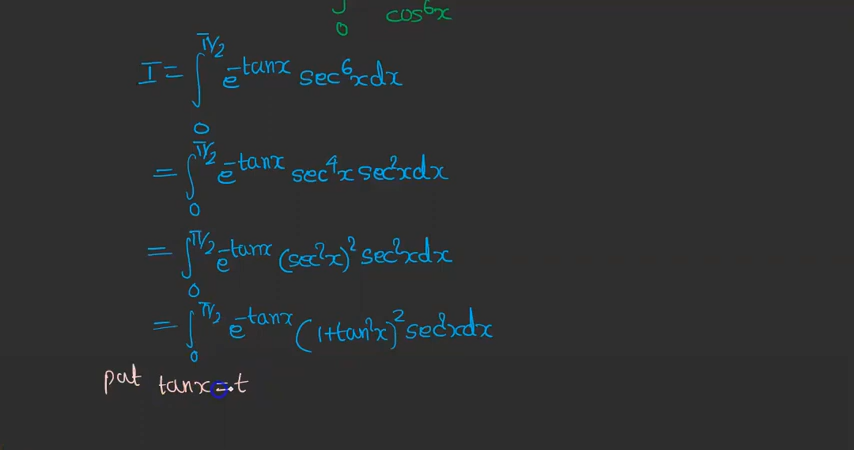 ∫₀ cos⁶x
I = ∫₀^π/2 e^-tanx sec⁶x dx
= ∫₀^π/2 e^-tanx sec⁴x sec²x dx
= ∫₀^π/2 e^-tanx (sec²x)² sec²x dx
= ∫₀^π/2 e^-tanx (1+tan²x)² sec²x dx
put tanx = t